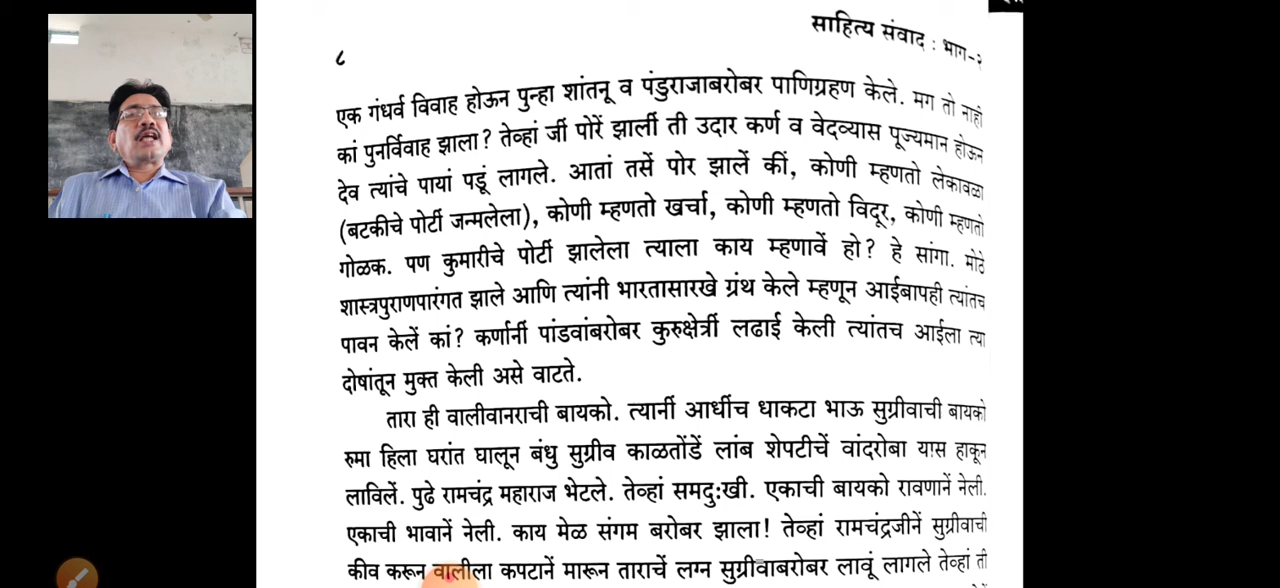 साहित्य संवाद : भाग-२
८
एक गंधर्व विवाह होऊन पुन्हा शांतनू व पंडुराजाबरोबर पाणिग्रहण केले. मग तो नाहीं
कां पुनर्विवाह झाला? तेव्हां जीं पोरें झालीं ती उदार कर्ण व वेदव्यास पूज्यमान होऊन
देव त्यांचे पायां पडूं लागले. आतां तसें पोर झालें कीं, कोणी म्हणतो लेकावळा
(बटकीचे पोटीं जन्मलेला), कोणी म्हणतो खर्चा, कोणी म्हणतो विदूर, कोणी म्हणतो
गोळक. पण कुमारीचे पोटीं झालेला त्याला काय म्हणावें हो? हे सांगा. मोठे
शास्त्रपुराणपारंगत झाले आणि त्यांनी भारतासारखे ग्रंथ केले म्हणून आईबापही त्यांतच
पावन केलें कां? कर्णानीं पांडवांबरोबर कुरुक्षेत्रीं लढाई केली त्यांतच आईला त्या
दोषांतून मुक्त केली असे वाटते.
तारा ही वालीवानराची बायको. त्यानीं आधींच धाकटा भाऊ सुग्रीवाची बायको
रुमा हिला घरांत घालून बंधु सुग्रीव काळतोंडें लांब शेपटीचें वांदरोबा यास हाकून
लाविलें. पुढे रामचंद्र महाराज भेटले. तेव्हां समदुःखी. एकाची बायको रावणानें नेली.
एकाची भावानें नेली. काय मेळ संगम बरोबर झाला! तेव्हां रामचंद्रजीनें सुग्रीवाची
कीव करून वालीला कपटानें मारून ताराचें लग्न सुग्रीवाबरोबर लावूं लागले तेव्हां ती